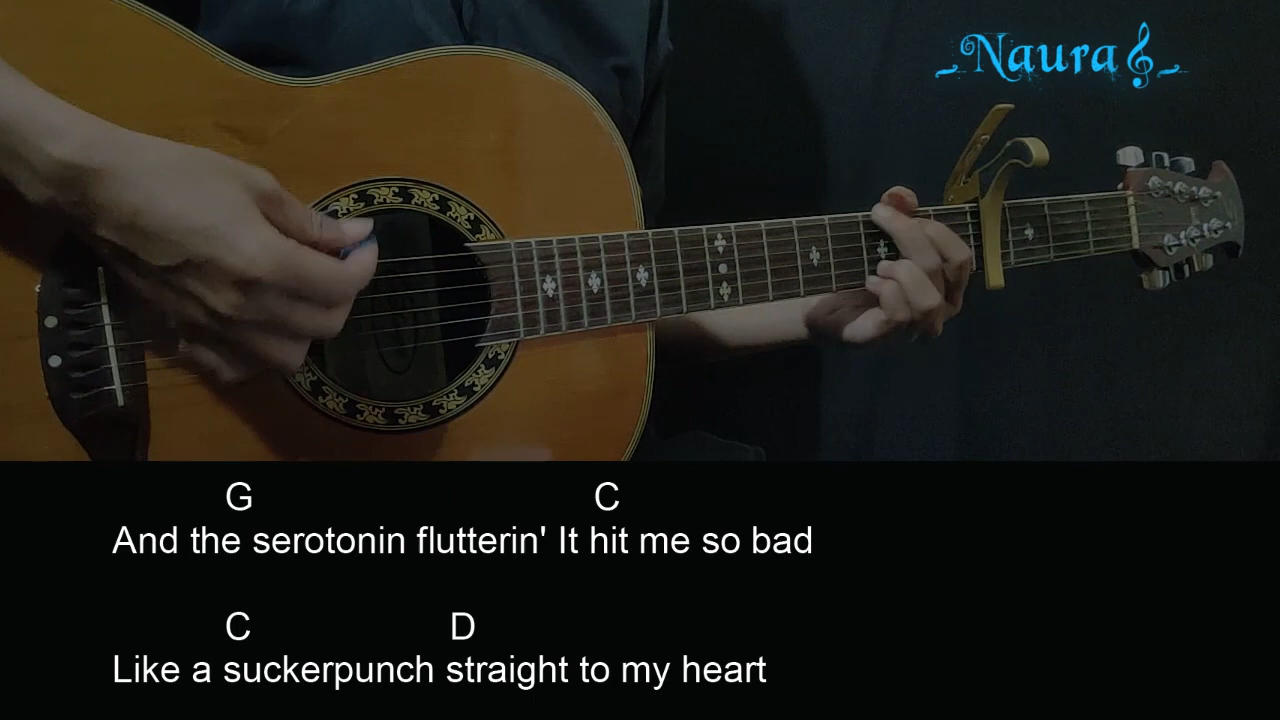 Naura
G C
And the serotonin flutterin' It hit me so bad
C D
Like a suckerpunch straight to my heart